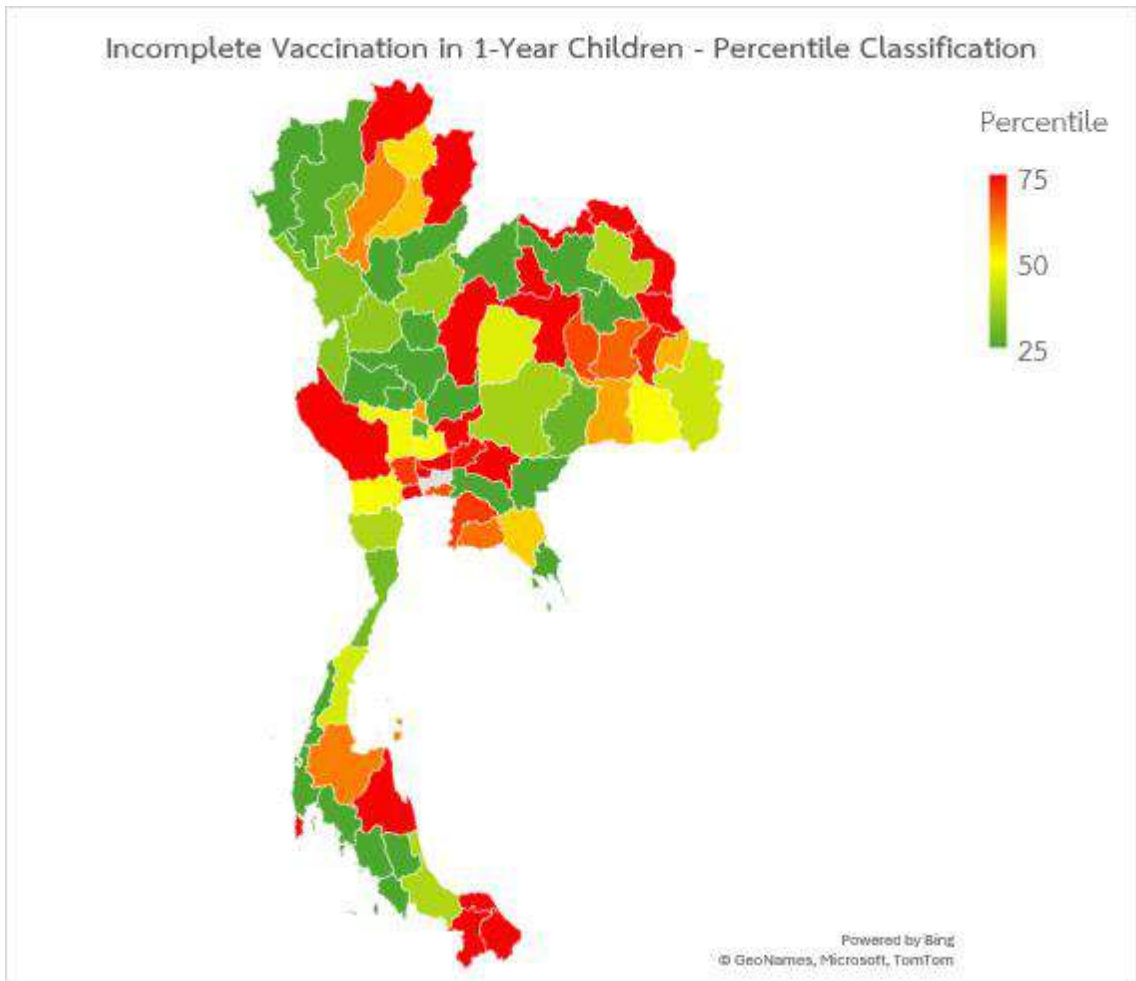 Incomplete Vaccination in 1-Year Children - Percentile Classification
Percentile
75
50
25
Powered by Bing
© GeoNames, Microsoft, TomTom